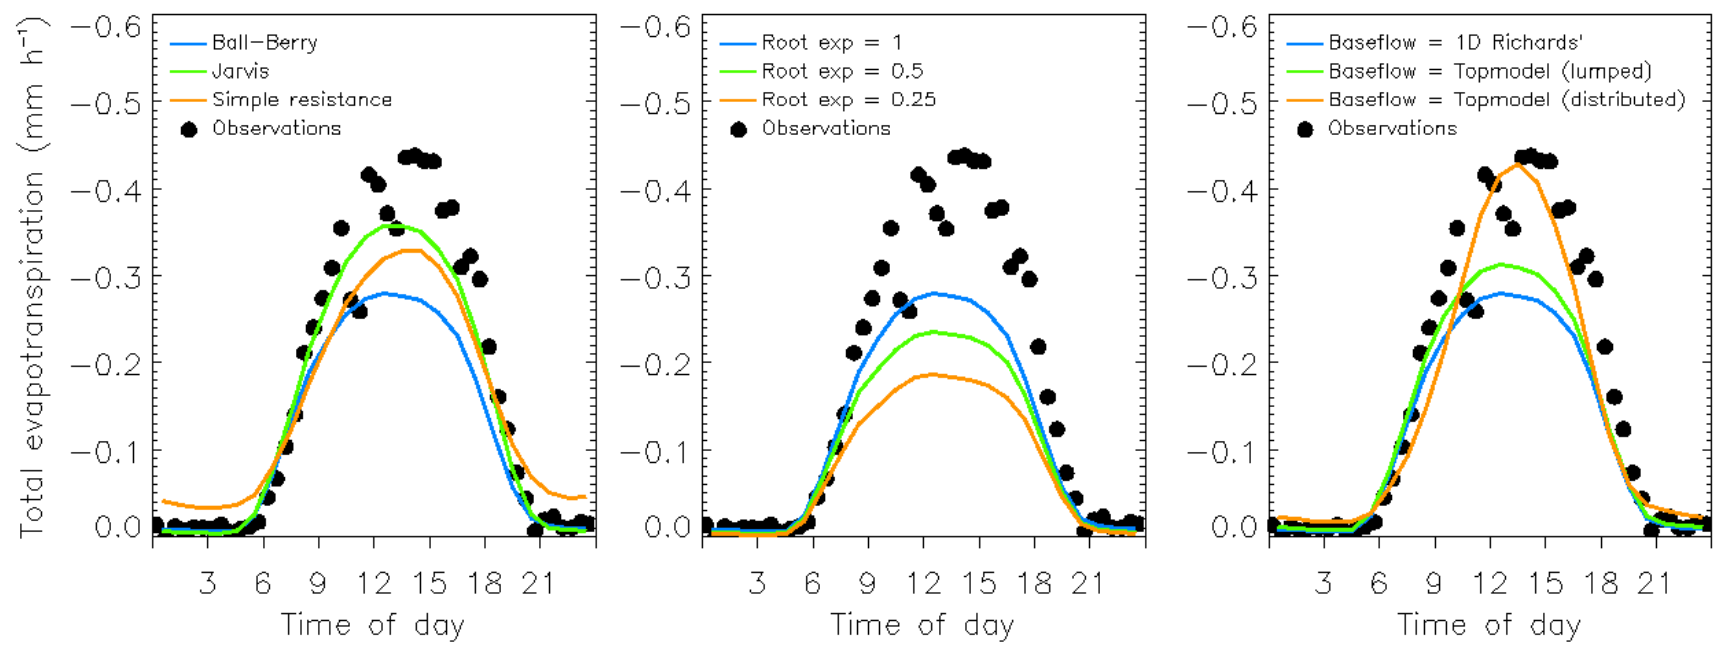 Total evapotranspiration (mm h⁻¹)
−0.6
−0.5
−0.4
−0.3
−0.2
−0.1
0.0
Ball−Berry
Jarvis
Simple resistance
Observations
3 6 9 12 15 18 21
Time of day
−0.6
−0.5
−0.4
−0.3
−0.2
−0.1
0.0
Root exp = 1
Root exp = 0.5
Root exp = 0.25
Observations
3 6 9 12 15 18 21
Time of day
−0.6
−0.5
−0.4
−0.3
−0.2
−0.1
0.0
Baseflow = 1D Richards'
Baseflow = Topmodel (lumped)
Baseflow = Topmodel (distributed)
Observations
3 6 9 12 15 18 21
Time of day